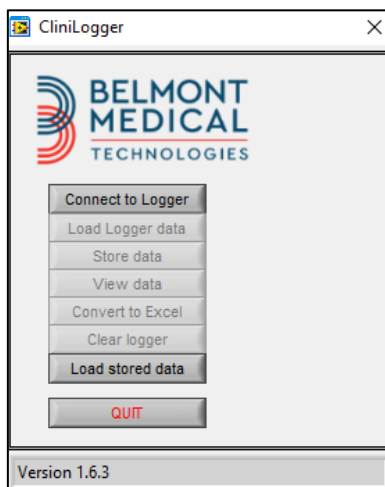 CliniLogger
BELMONT
MEDICAL
TECHNOLOGIES
Connect to Logger
Load Logger data
Store data
View data
Convert to Excel
Clear logger
Load stored data
QUIT
Version 1.6.3